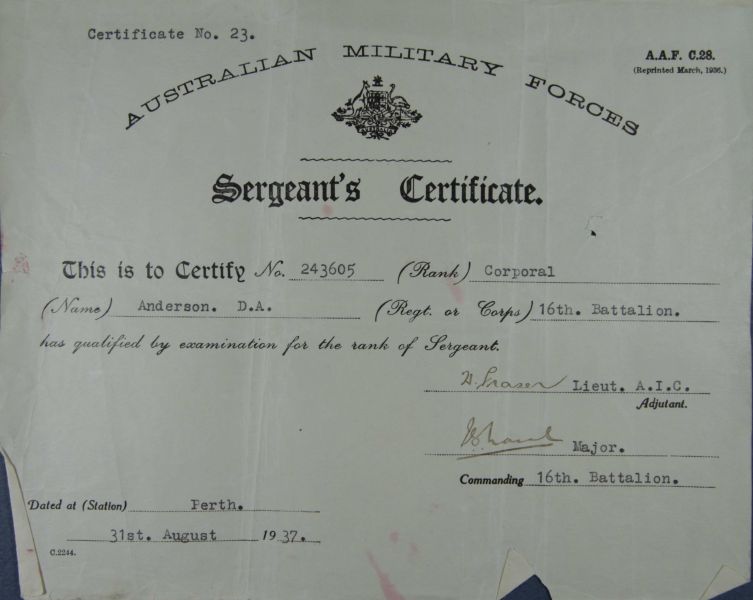 Certificate No. 23.
A.A.F. C.28.
(Reprinted March, 1936.)
AUSTRALIAN MILITARY FORCES
Sergeant's Certificate.
This is to Certify No. 243605 (Rank) Corporal
(Name) Anderson. D.A. (Regt. or Corps) 16th. Battalion.
has qualified by examination for the rank of Sergeant.
Fraser Lieut. A.I.C.
Adjutant.
Major.
Commanding 16th. Battalion.
Dated at (Station) Perth.
31st. August 1937.
C.2244.